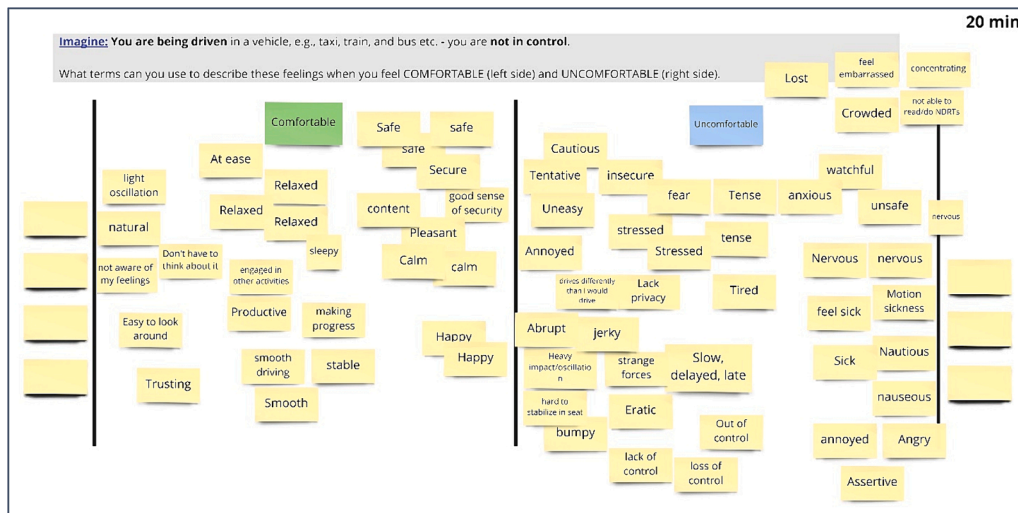 20 min
Imagine: You are being driven in a vehicle, e.g., taxi, train, and bus etc. - you are not in control.
What terms can you use to describe these feelings when you feel COMFORTABLE (left side) and UNCOMFORTABLE (right side).
Comfortable
Safe
safe
safe
Secure
At ease
light
oscillation
Relaxed
Relaxed
Relaxed
content
good sense
of security
Pleasant
natural
sleepy
Don't have to
think about it
not aware of
my feelings
engaged in
other activities
Calm
calm
Productive
making
progress
Easy to look
around
Happy
Happy
smooth
driving
stable
Trusting
Smooth
Uncomfortable
Lost
feel
embarrassed
concentrating
Crowded
not able to
read/do NDRTs
Cautious
Tentative
insecure
fear
Tense
anxious
watchful
unsafe
nervous
Uneasy
stressed
Stressed
tense
Annoyed
Nervous
nervous
drives differently
than I would
drive
Lack
privacy
Tired
feel sick
Motion
sickness
Abrupt
jerky
Heavy
impact/oscillatio
n
strange
forces
Slow,
delayed, late
Sick
Nautious
nauseous
hard to
stabilize in seat
Eratic
bumpy
Out of
control
annoyed
Angry
lack of
control
loss of
control
Assertive